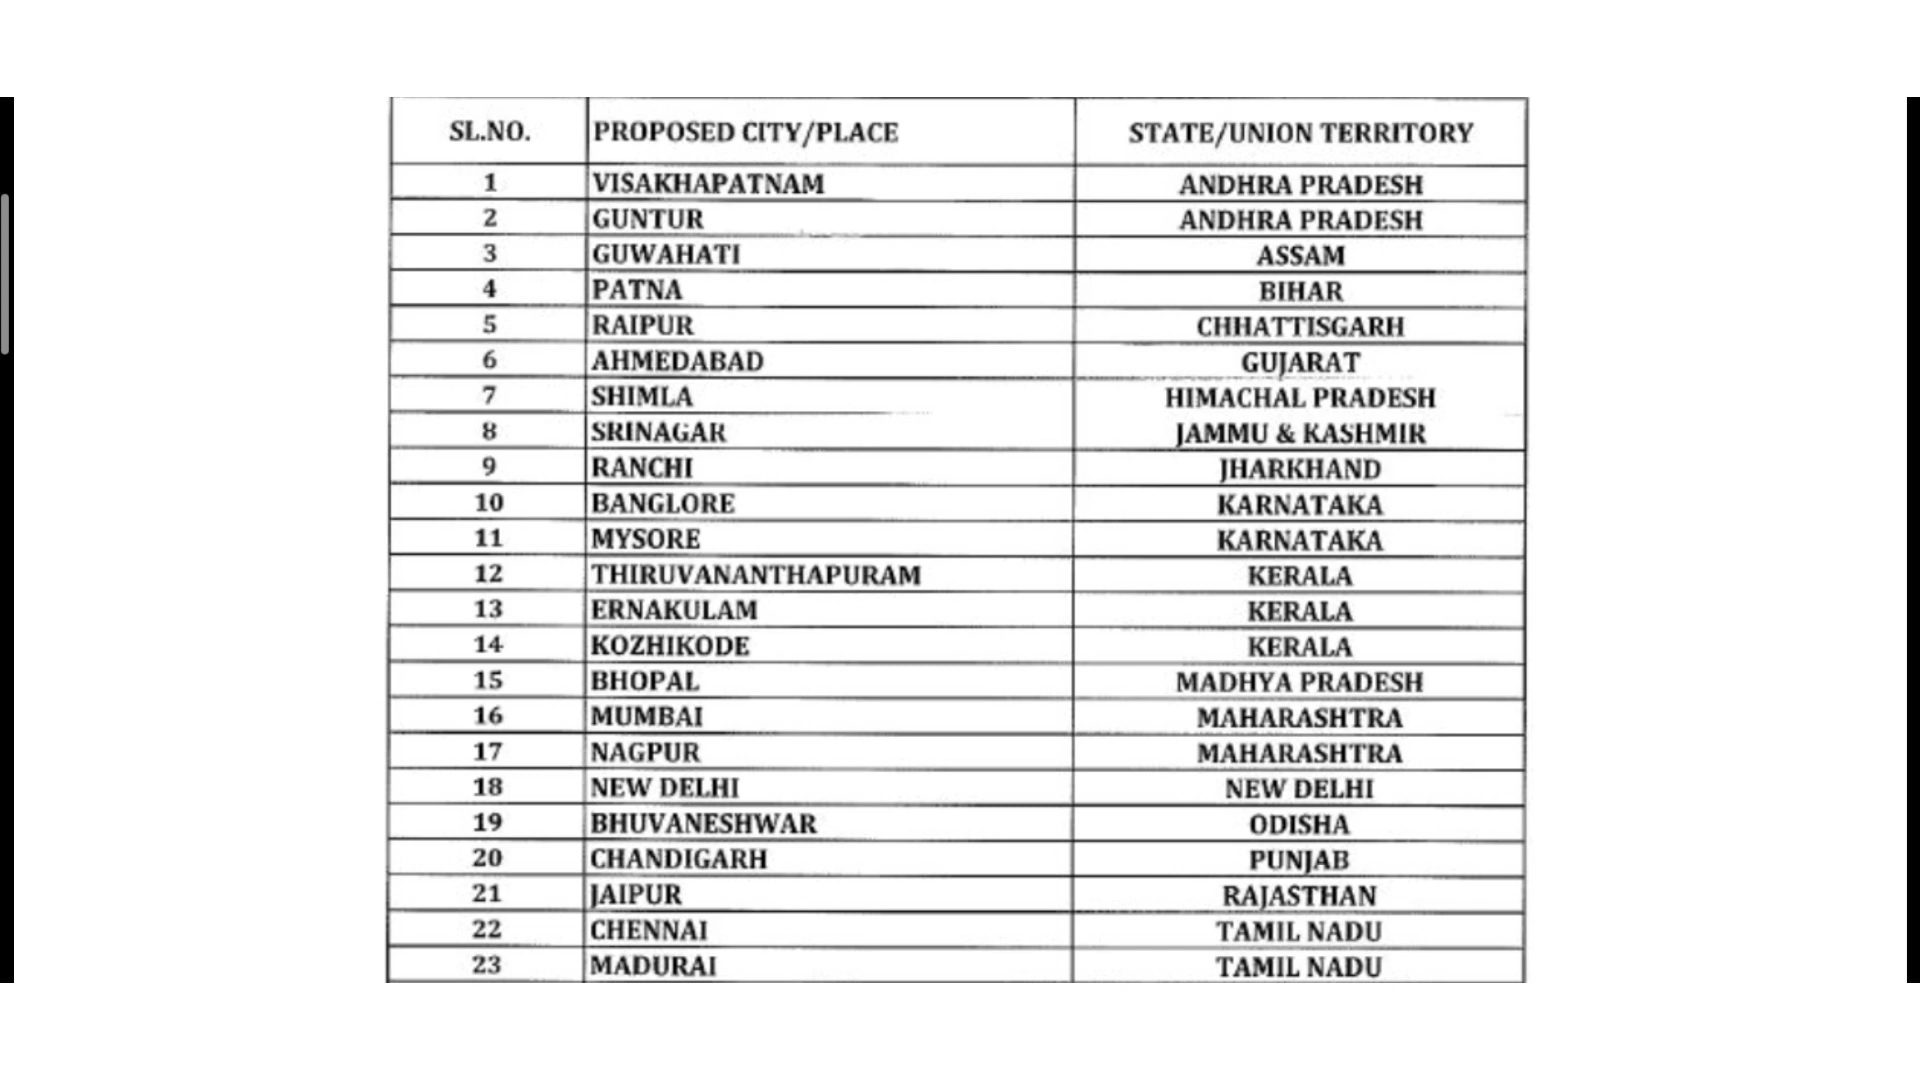 SL.NO. PROPOSED CITY/PLACE STATE/UNION TERRITORY
1 VISAKHAPATNAM ANDHRA PRADESH
2 GUNTUR ANDHRA PRADESH
3 GUWAHATI ASSAM
4 PATNA BIHAR
5 RAIPUR CHHATTISGARH
6 AHMEDABAD GUJARAT
7 SHIMLA HIMACHAL PRADESH
8 SRINAGAR JAMMU & KASHMIR
9 RANCHI JHARKHAND
10 BANGLORE KARNATAKA
11 MYSORE KARNATAKA
12 THIRUVANANTHAPURAM KERALA
13 ERNAKULAM KERALA
14 KOZHIKODE KERALA
15 BHOPAL MADHYA PRADESH
16 MUMBAI MAHARASHTRA
17 NAGPUR MAHARASHTRA
18 NEW DELHI NEW DELHI
19 BHUVANESHWAR ODISHA
20 CHANDIGARH PUNJAB
21 JAIPUR RAJASTHAN
22 CHENNAI TAMIL NADU
23 MADURAI TAMIL NADU